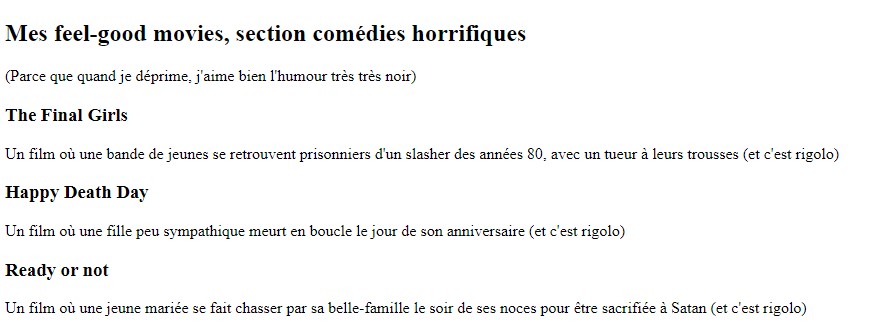 Mes feel-good movies, section comédies horrifiques
(Parce que quand je déprime, j'aime bien l'humour très très noir)
The Final Girls
Un film où une bande de jeunes se retrouvent prisonniers d'un slasher des années 80, avec un tueur à leurs trousses (et c'est rigolo)
Happy Death Day
Un film où une fille peu sympathique meurt en boucle le jour de son anniversaire (et c'est rigolo)
Ready or not
Un film où une jeune mariée se fait chasser par sa belle-famille le soir de ses noces pour être sacrifiée à Satan (et c'est rigolo)